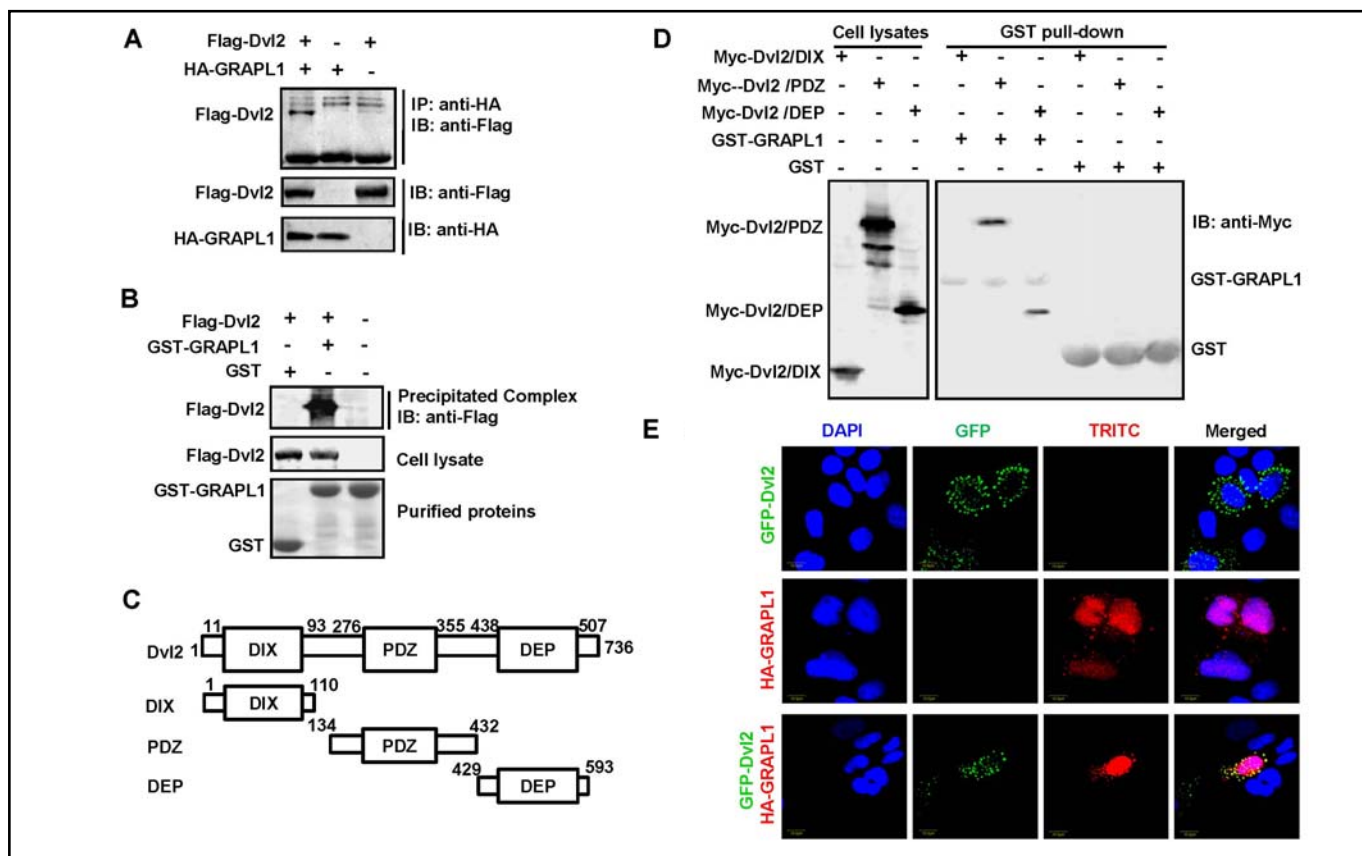 A
Flag-Dvl2 + - +
HA-GRAPL1 + + -
Flag-Dvl2
IP: anti-HA
IB: anti-Flag
Flag-Dvl2
IB: anti-Flag
HA-GRAPL1
IB: anti-HA
B
Flag-Dvl2 + + -
GST-GRAPL1 - + -
GST + - -
Flag-Dvl2
Precipitated Complex
IB: anti-Flag
Flag-Dvl2
Cell lysate
GST-GRAPL1
Purified proteins
GST
C
11 93 276 355 438 507
Dvl2 1 DIX PDZ DEP 736
1 110
DIX DIX
134 432
PDZ PDZ
429 593
DEP DEP
D
Cell lysates GST pull-down
Myc-Dvl2/DIX + - - + - - + - -
Myc--Dvl2 /PDZ - + - - + - - + -
Myc-Dvl2 /DEP - - + - - + - - +
GST-GRAPL1 - - - + + + - - -
GST - - - - - - + + +
Myc-Dvl2/PDZ
IB: anti-Myc
GST-GRAPL1
Myc-Dvl2/DEP
GST
Myc-Dvl2/DIX
E
DAPI GFP TRITC Merged
GFP-Dvl2
HA-GRAPL1
GFP-Dvl2
HA-GRAPL1